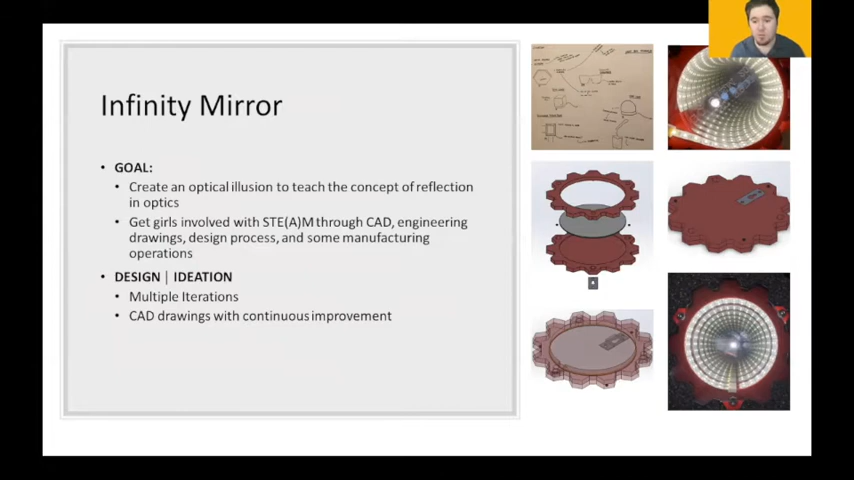 Infinity Mirror
• GOAL:
• Create an optical illusion to teach the concept of reflection
in optics
• Get girls involved with STE(A)M through CAD, engineering
drawings, design process, and some manufacturing
operations
• DESIGN | IDEATION
• Multiple Iterations
• CAD drawings with continuous improvement